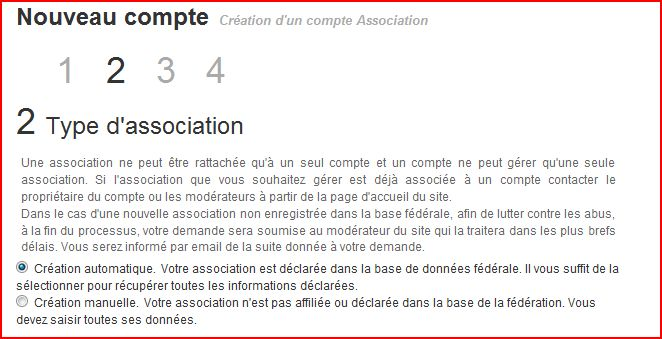 Nouveau compte Création d'un compte Association
1 2 3 4
2 Type d'association
Une association ne peut être rattachée qu'à un seul compte et un compte ne peut gérer qu'une seule
association. Si l'association que vous souhaitez gérer est déjà associée à un compte contacter le
propriétaire du compte ou les modérateurs à partir de la page d'accueil du site.
Dans le cas d'une nouvelle association non enregistrée dans la base fédérale, afin de lutter contre les abus,
à la fin du processus, votre demande sera soumise au modérateur du site qui la traitera dans les plus brefs
délais. Vous serez informé par email de la suite donnée à votre demande.
Création automatique. Votre association est déclarée dans la base de données fédérale. Il vous suffit de la
sélectionner pour récupérer toutes les informations déclarées.
Création manuelle. Votre association n'est pas affiliée ou déclarée dans la base de la fédération. Vous
devez saisir toutes ses données.